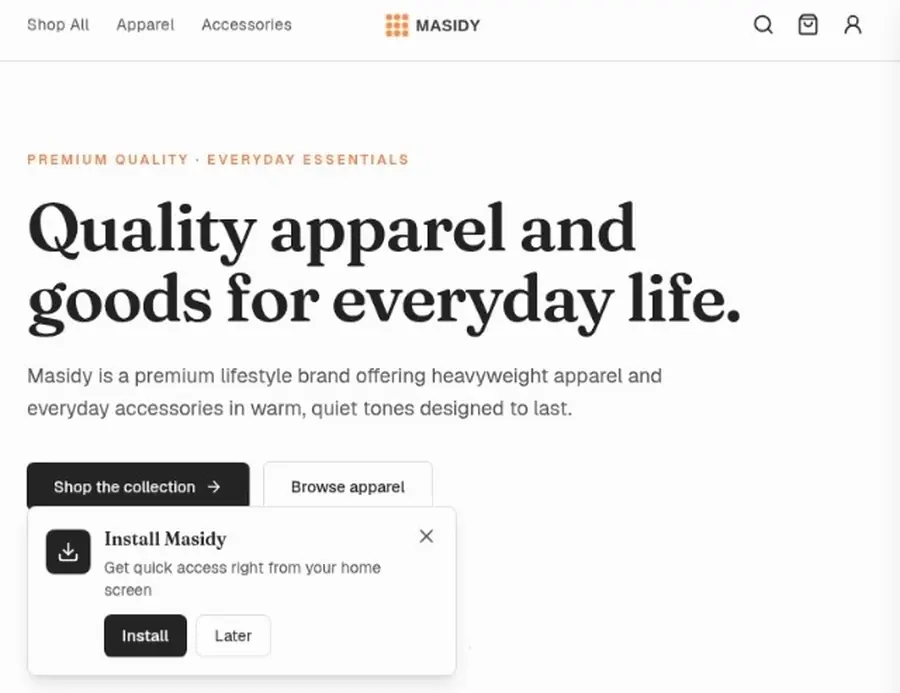 Shop All
Apparel
Accessories
MASIDY
PREMIUM QUALITY · EVERYDAY ESSENTIALS
Quality apparel and
goods for everyday life.
Masidy is a premium lifestyle brand offering heavyweight apparel and
everyday accessories in warm, quiet tones designed to last.
Shop the collection →
Browse apparel
Install Masidy
Get quick access right from your home
screen
Install
Later